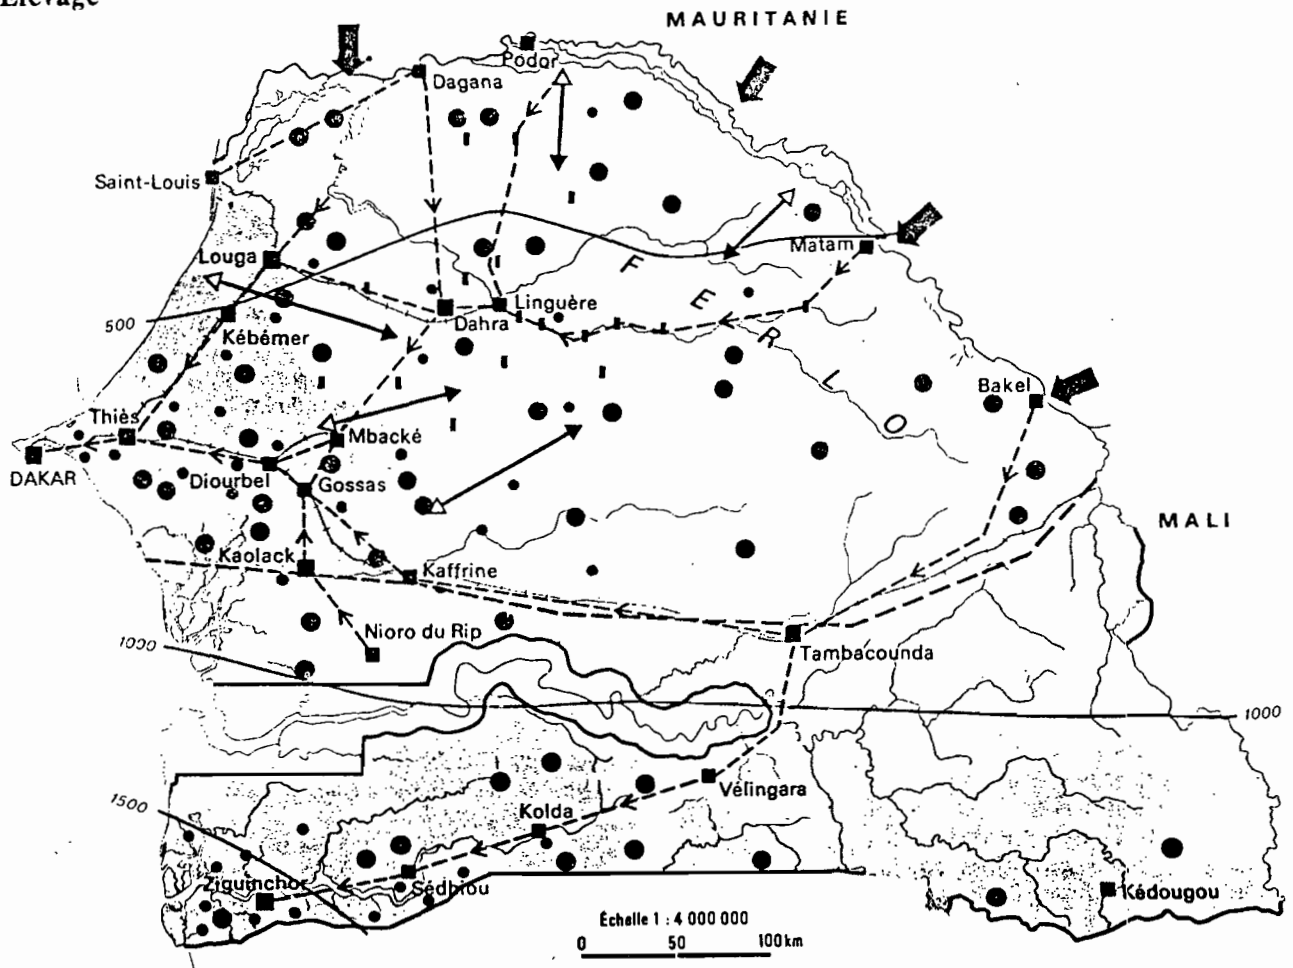 Elevage
MAURITANIE
Podor
Dagana
Saint-Louis
Louga
Matam
F E R L O
500
Linguère
Dahra
Kébémer
Bakel
Thiès
Mbacké
DAKAR
Diourbel
Gossas
MALI
Kaolack
Kaffrine
Nioro du Rip
1000
Tambacounda
1000
Vélingara
1500
Kolda
Ziguinchor
Sédhiou
Kédougou
Échelle 1 : 4 000 000
0 50 100 km